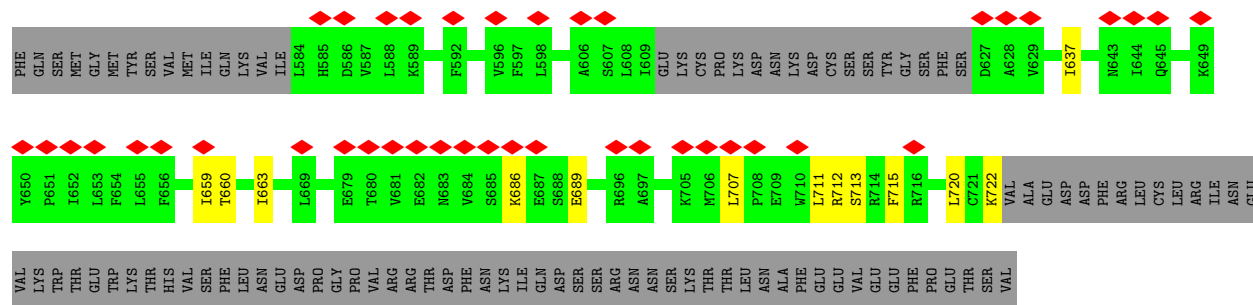 PHE GLN SER MET GLY MET TYR SER VAL MET ILE GLN LYS VAL ILE L584 H585 D586 V587 L588 K589 F592 V596 F597 L598 A606 S607 L608 I609 GLU LYS CYS PRO LYS ASP ASN LYS ASP CYS SER SER TYR GLY SER PHE SER D627 A628 V629 I637 N643 I644 Q645 K649
Y650 P651 I652 L653 F654 L655 F656 I659 T660 I663 L669 E679 T680 V681 E682 N683 V684 S685 K686 E687 S688 E689 R696 A697 K705 M706 L707 P708 E709 W710 L711 R712 S713 R714 F715 R716 L720 C721 K722 VAL ALA GLU ASP ASP PHE ARG LEU CYS LEU ARG ILE ASN GLU
VAL LYS TRP THR GLU TRP LYS THR HIS VAL SER PHE LEU ASN GLU ASP PRO GLY PRO VAL ARG ARG THR ASP PHE ASN LYS ILE GLN ASP SER SER ARG ASN ASN SER LYS THR THR LEU ASN ALA PHE GLU GLU VAL GLU GLU PHE PRO GLU THR SER VAL